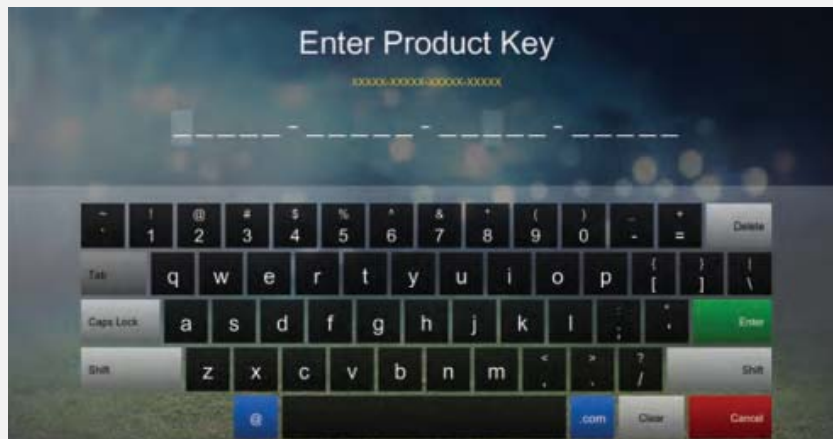 Enter Product Key
xxxxx-xxxxx-xxxxx-xxxxx
_ _ _ _ _ - _ _ _ _ _ - _ _ _ _ _ - _ _ _ _ _
~ ! @ # $ % ^ & * ( ) _ +
` 1 2 3 4 5 6 7 8 9 0 - = Delete
Tab q w e r t y u i o p { [ } ] | \
Caps Lock a s d f g h j k l : ; " ' Enter
Shift z x c v b n m < , > . ? / Shift
@ .com Clear Cancel